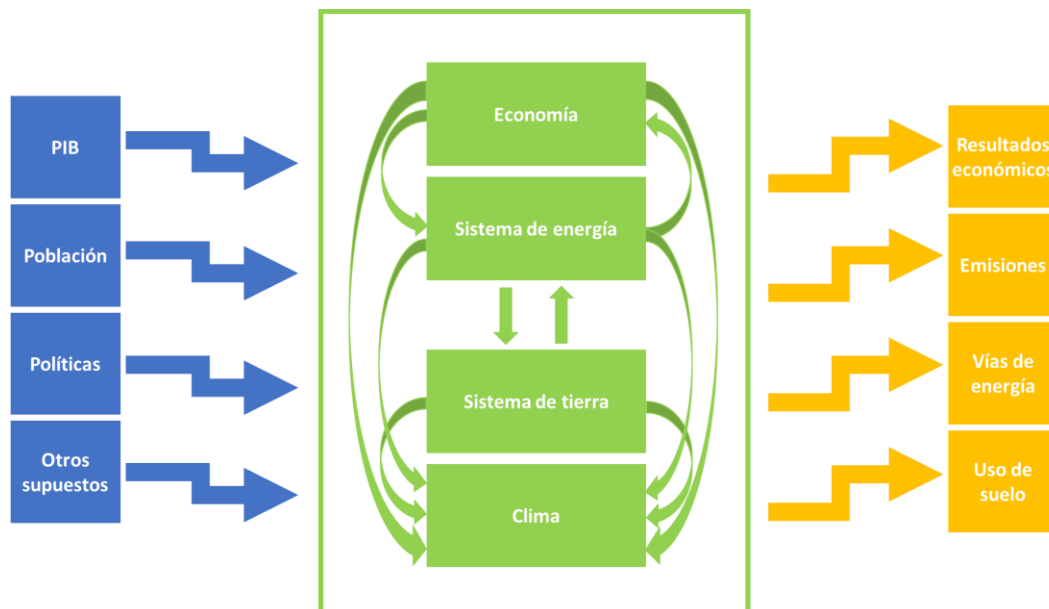 PIB
Población
Políticas
Otros
supuestos
Economía
Sistema de energía
Sistema de tierra
Clima
Resultados
económicos
Emisiones
Vías de
energía
Uso de
suelo